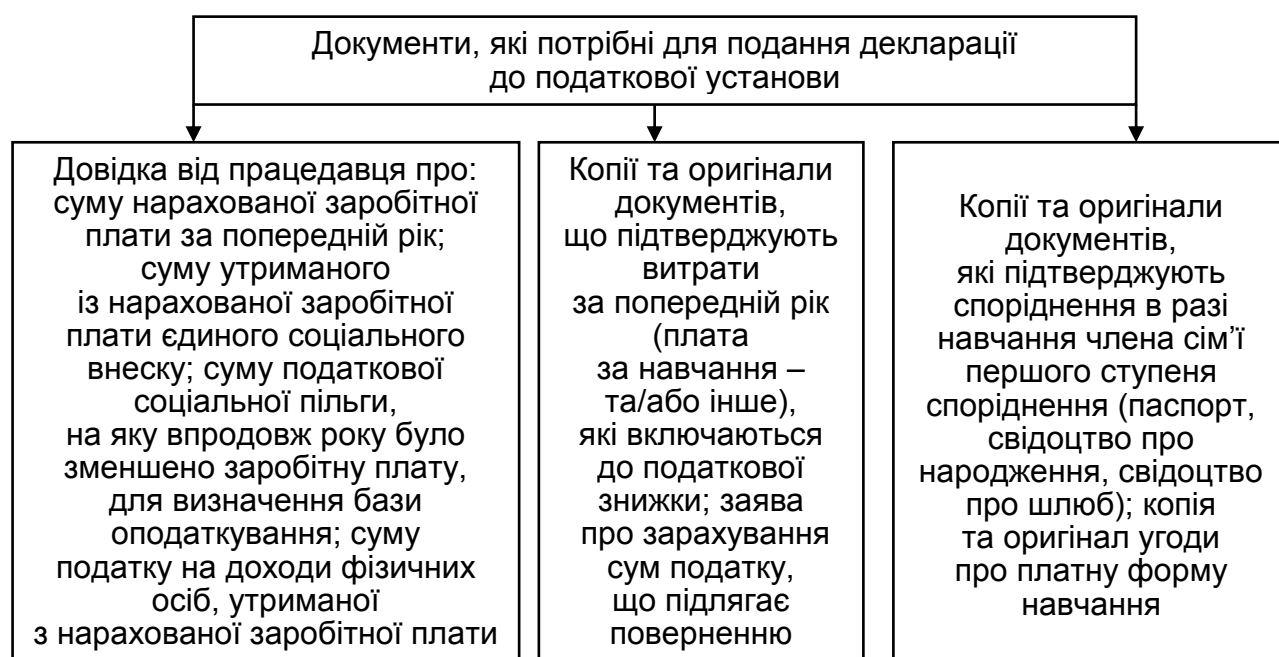 Документи, які потрібні для подання декларації
до податкової установи
Довідка від працедавця про:
суму нарахованої заробітної
плати за попередній рік;
суму утриманого
із нарахованої заробітної
плати єдиного соціального
внеску; суму податкової
соціальної пільги,
на яку впродовж року було
зменшено заробітну плату,
для визначення бази
оподаткування; суму
податку на доходи фізичних
осіб, утриманої
з нарахованої заробітної плати
Копії та оригінали
документів,
що підтверджують
витрати
за попередній рік
(плата
за навчання –
та/або інше),
які включаються
до податкової
знижки; заява
про зарахування
сум податку,
що підлягає
поверненню
Копії та оригінали
документів,
які підтверджують
споріднення в разі
навчання члена сім’ї
першого ступеня
споріднення (паспорт,
свідоцтво про
народження, свідоцтво
про шлюб); копія
та оригінал угоди
про платну форму
навчання